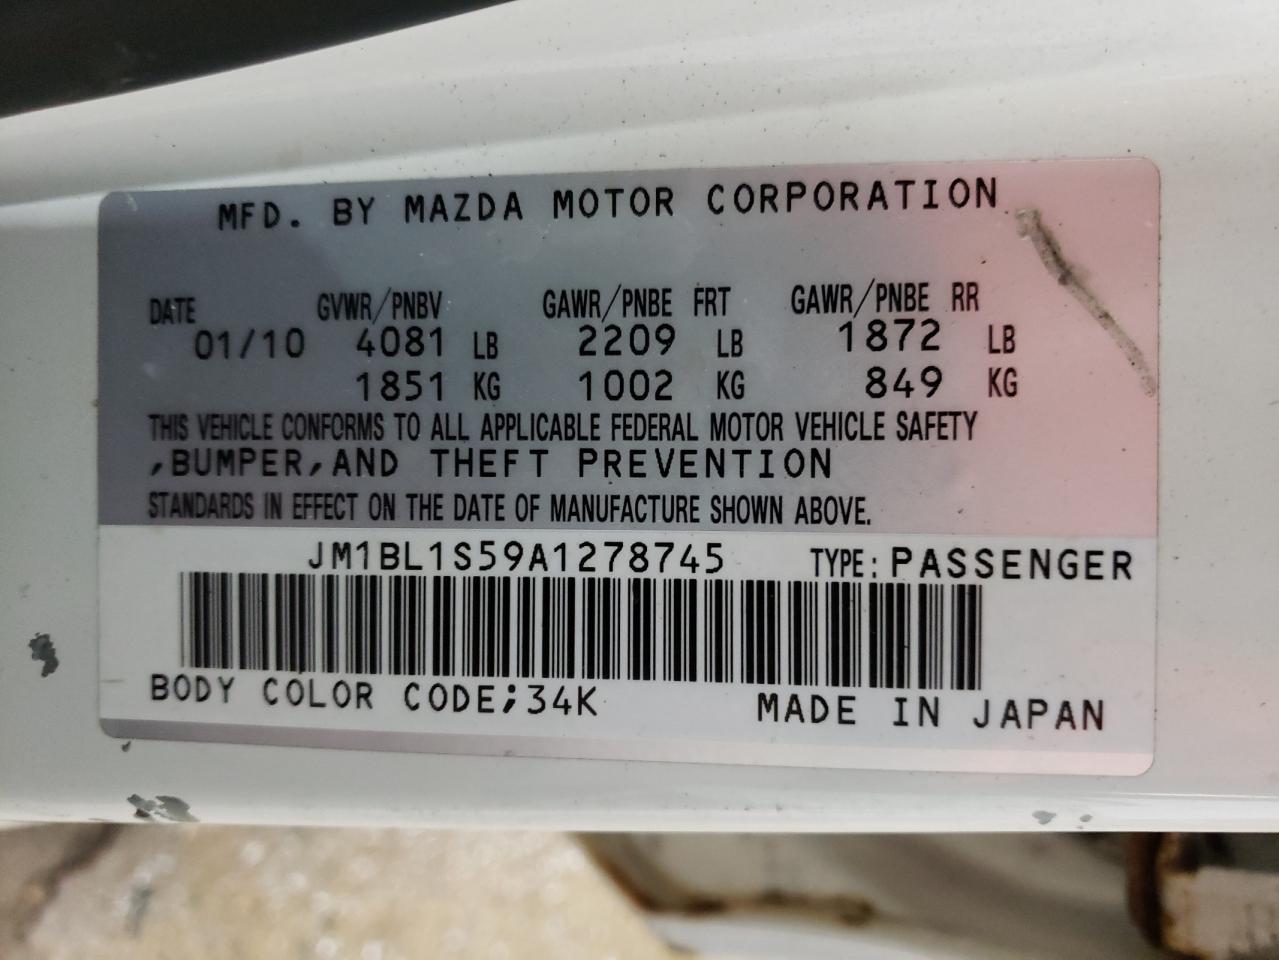 MFD. BY MAZDA MOTOR CORPORATION
DATE GVWR/PNBV GAWR/PNBE FRT GAWR/PNBE RR
01/10 4081 LB 2209 LB 1872 LB
1851 KG 1002 KG 849 KG
THIS VEHICLE CONFORMS TO ALL APPLICABLE FEDERAL MOTOR VEHICLE SAFETY
,BUMPER,AND THEFT PREVENTION
STANDARDS IN EFFECT ON THE DATE OF MANUFACTURE SHOWN ABOVE.
JM1BL1S59A1278745 TYPE: PASSENGER
BODY COLOR CODE;34K MADE IN JAPAN